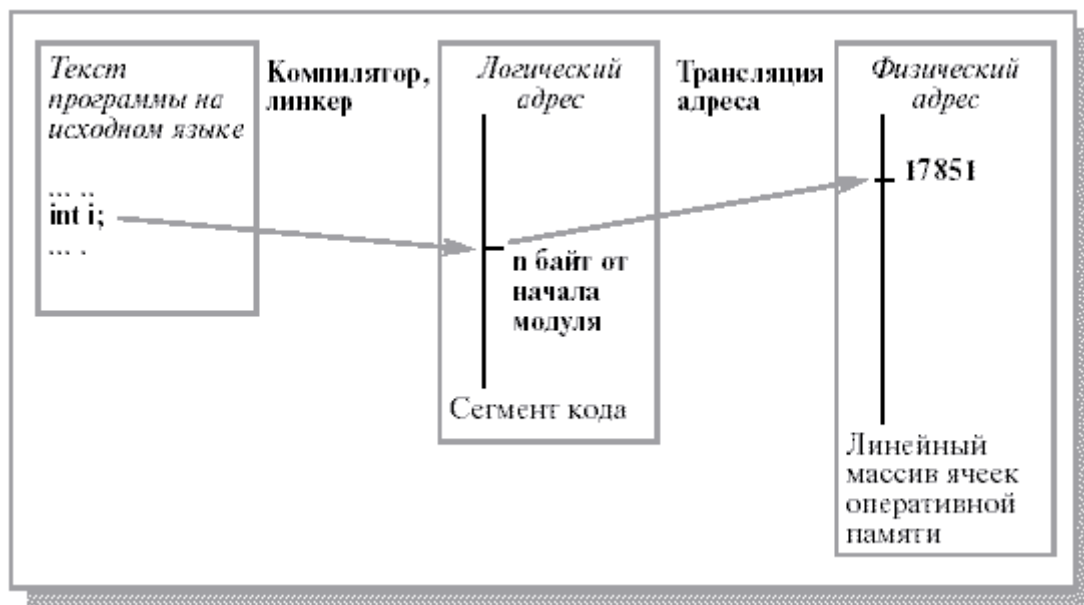 Текст
программы на
исходном языке
... ..
int i;
... .
Компилятор,
линкер
Логический
адрес
n байт от
начала
модуля
Сегмент кода
Трансляция
адреса
Физический
адрес
17851
Линейный
массив ячеек
оперативной
памяти